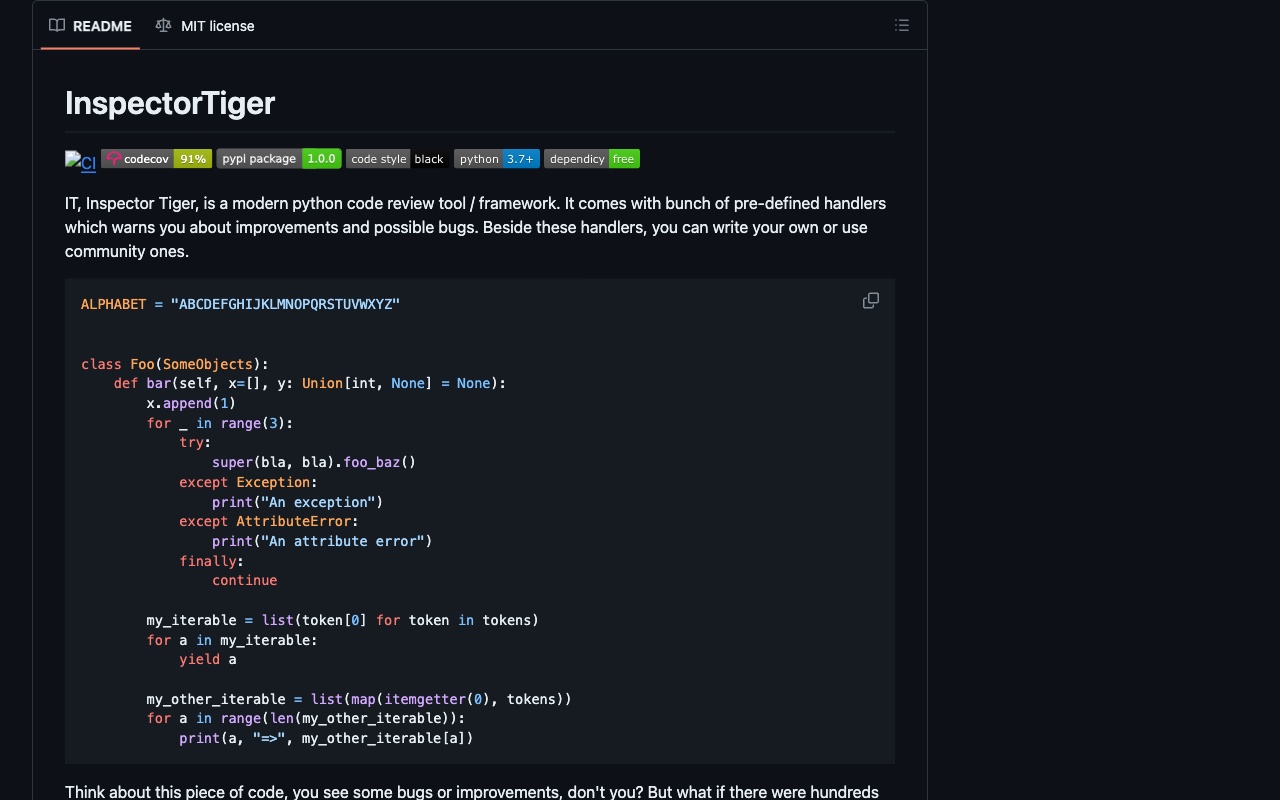 README
MIT license
InspectorTiger
CI
codecov 91%
pypi package 1.0.0
code style black
python 3.7+
dependicy free
IT, Inspector Tiger, is a modern python code review tool / framework. It comes with bunch of pre-defined handlers
which warns you about improvements and possible bugs. Beside these handlers, you can write your own or use
community ones.
ALPHABET = "ABCDEFGHIJKLMNOPQRSTUVWXYZ"
class Foo(SomeObjects):
    def bar(self, x=[], y: Union[int, None] = None):
        x.append(1)
        for _ in range(3):
            try:
                super(bla, bla).foo_baz()
            except Exception:
                print("An exception")
            except AttributeError:
                print("An attribute error")
            finally:
                continue
        my_iterable = list(token[0] for token in tokens)
        for a in my_iterable:
            yield a
        my_other_iterable = list(map(itemgetter(0), tokens))
        for a in range(len(my_other_iterable)):
            print(a, "=>", my_other_iterable[a])
Think about this piece of code, you see some bugs or improvements, don't you? But what if there were hundreds